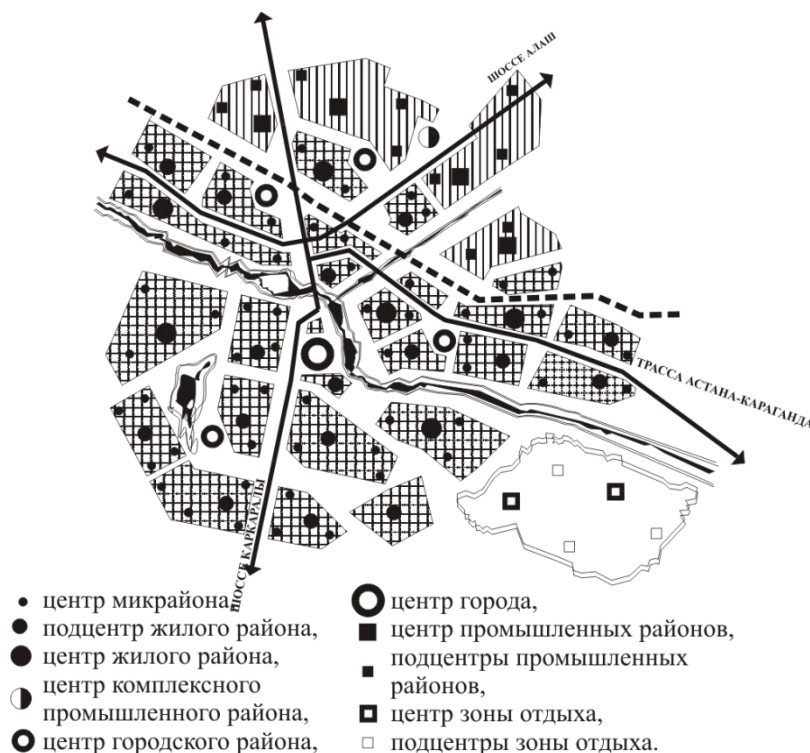 ШОССЕ АЛАШ
ТРАССА АСТАНА-КАРАГАНДА
ШОССЕ КАРКАРАЛЫ
центр микрайона,
подцентр жилого района,
центр жилого района,
центр комплексного
промышленного района,
центр городского района,
центр города,
центр промышленных районов,
подцентры промышленных
районов,
центр зоны отдыха,
подцентры зоны отдыха.